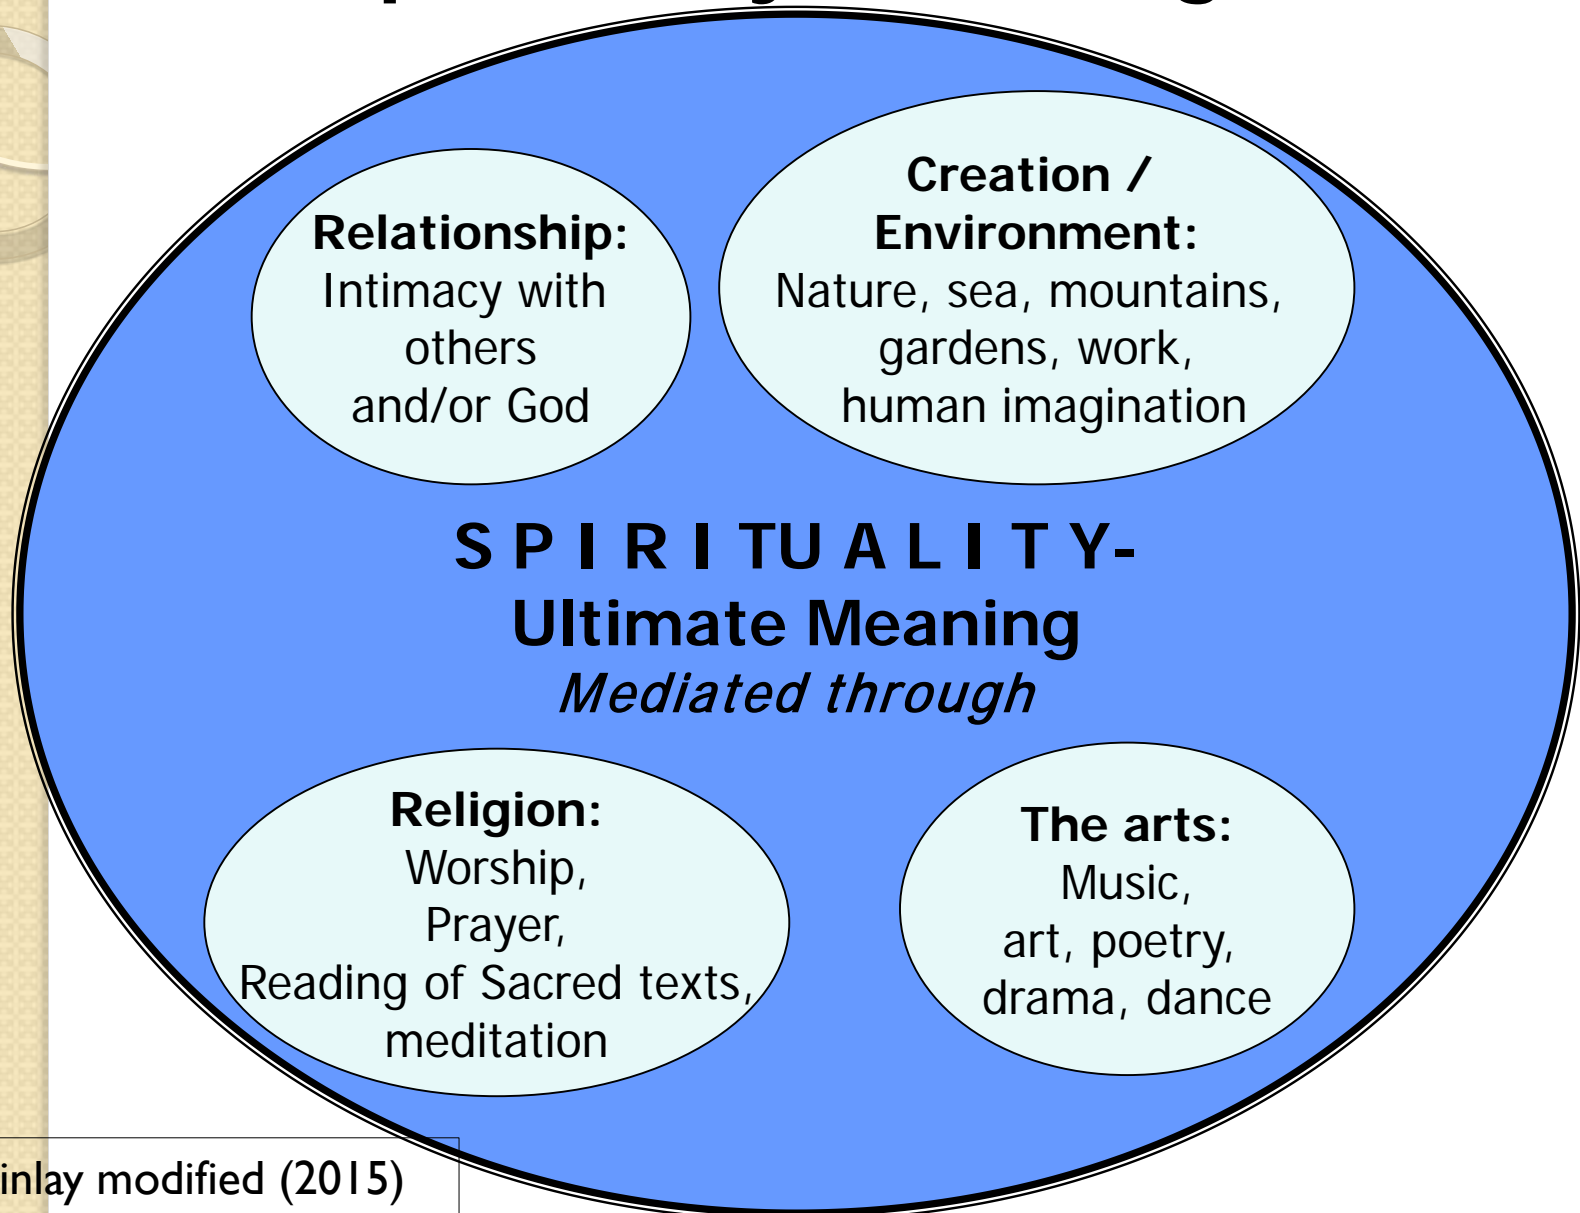 Relationship:
Intimacy with
others
and/or God
Creation /
Environment:
Nature, sea, mountains,
gardens, work,
human imagination
S P I R I TU A L I T Y-
Ultimate Meaning
Mediated through
Religion:
Worship,
Prayer,
Reading of Sacred texts,
meditation
The arts:
Music,
art, poetry,
drama, dance
modified (2015)